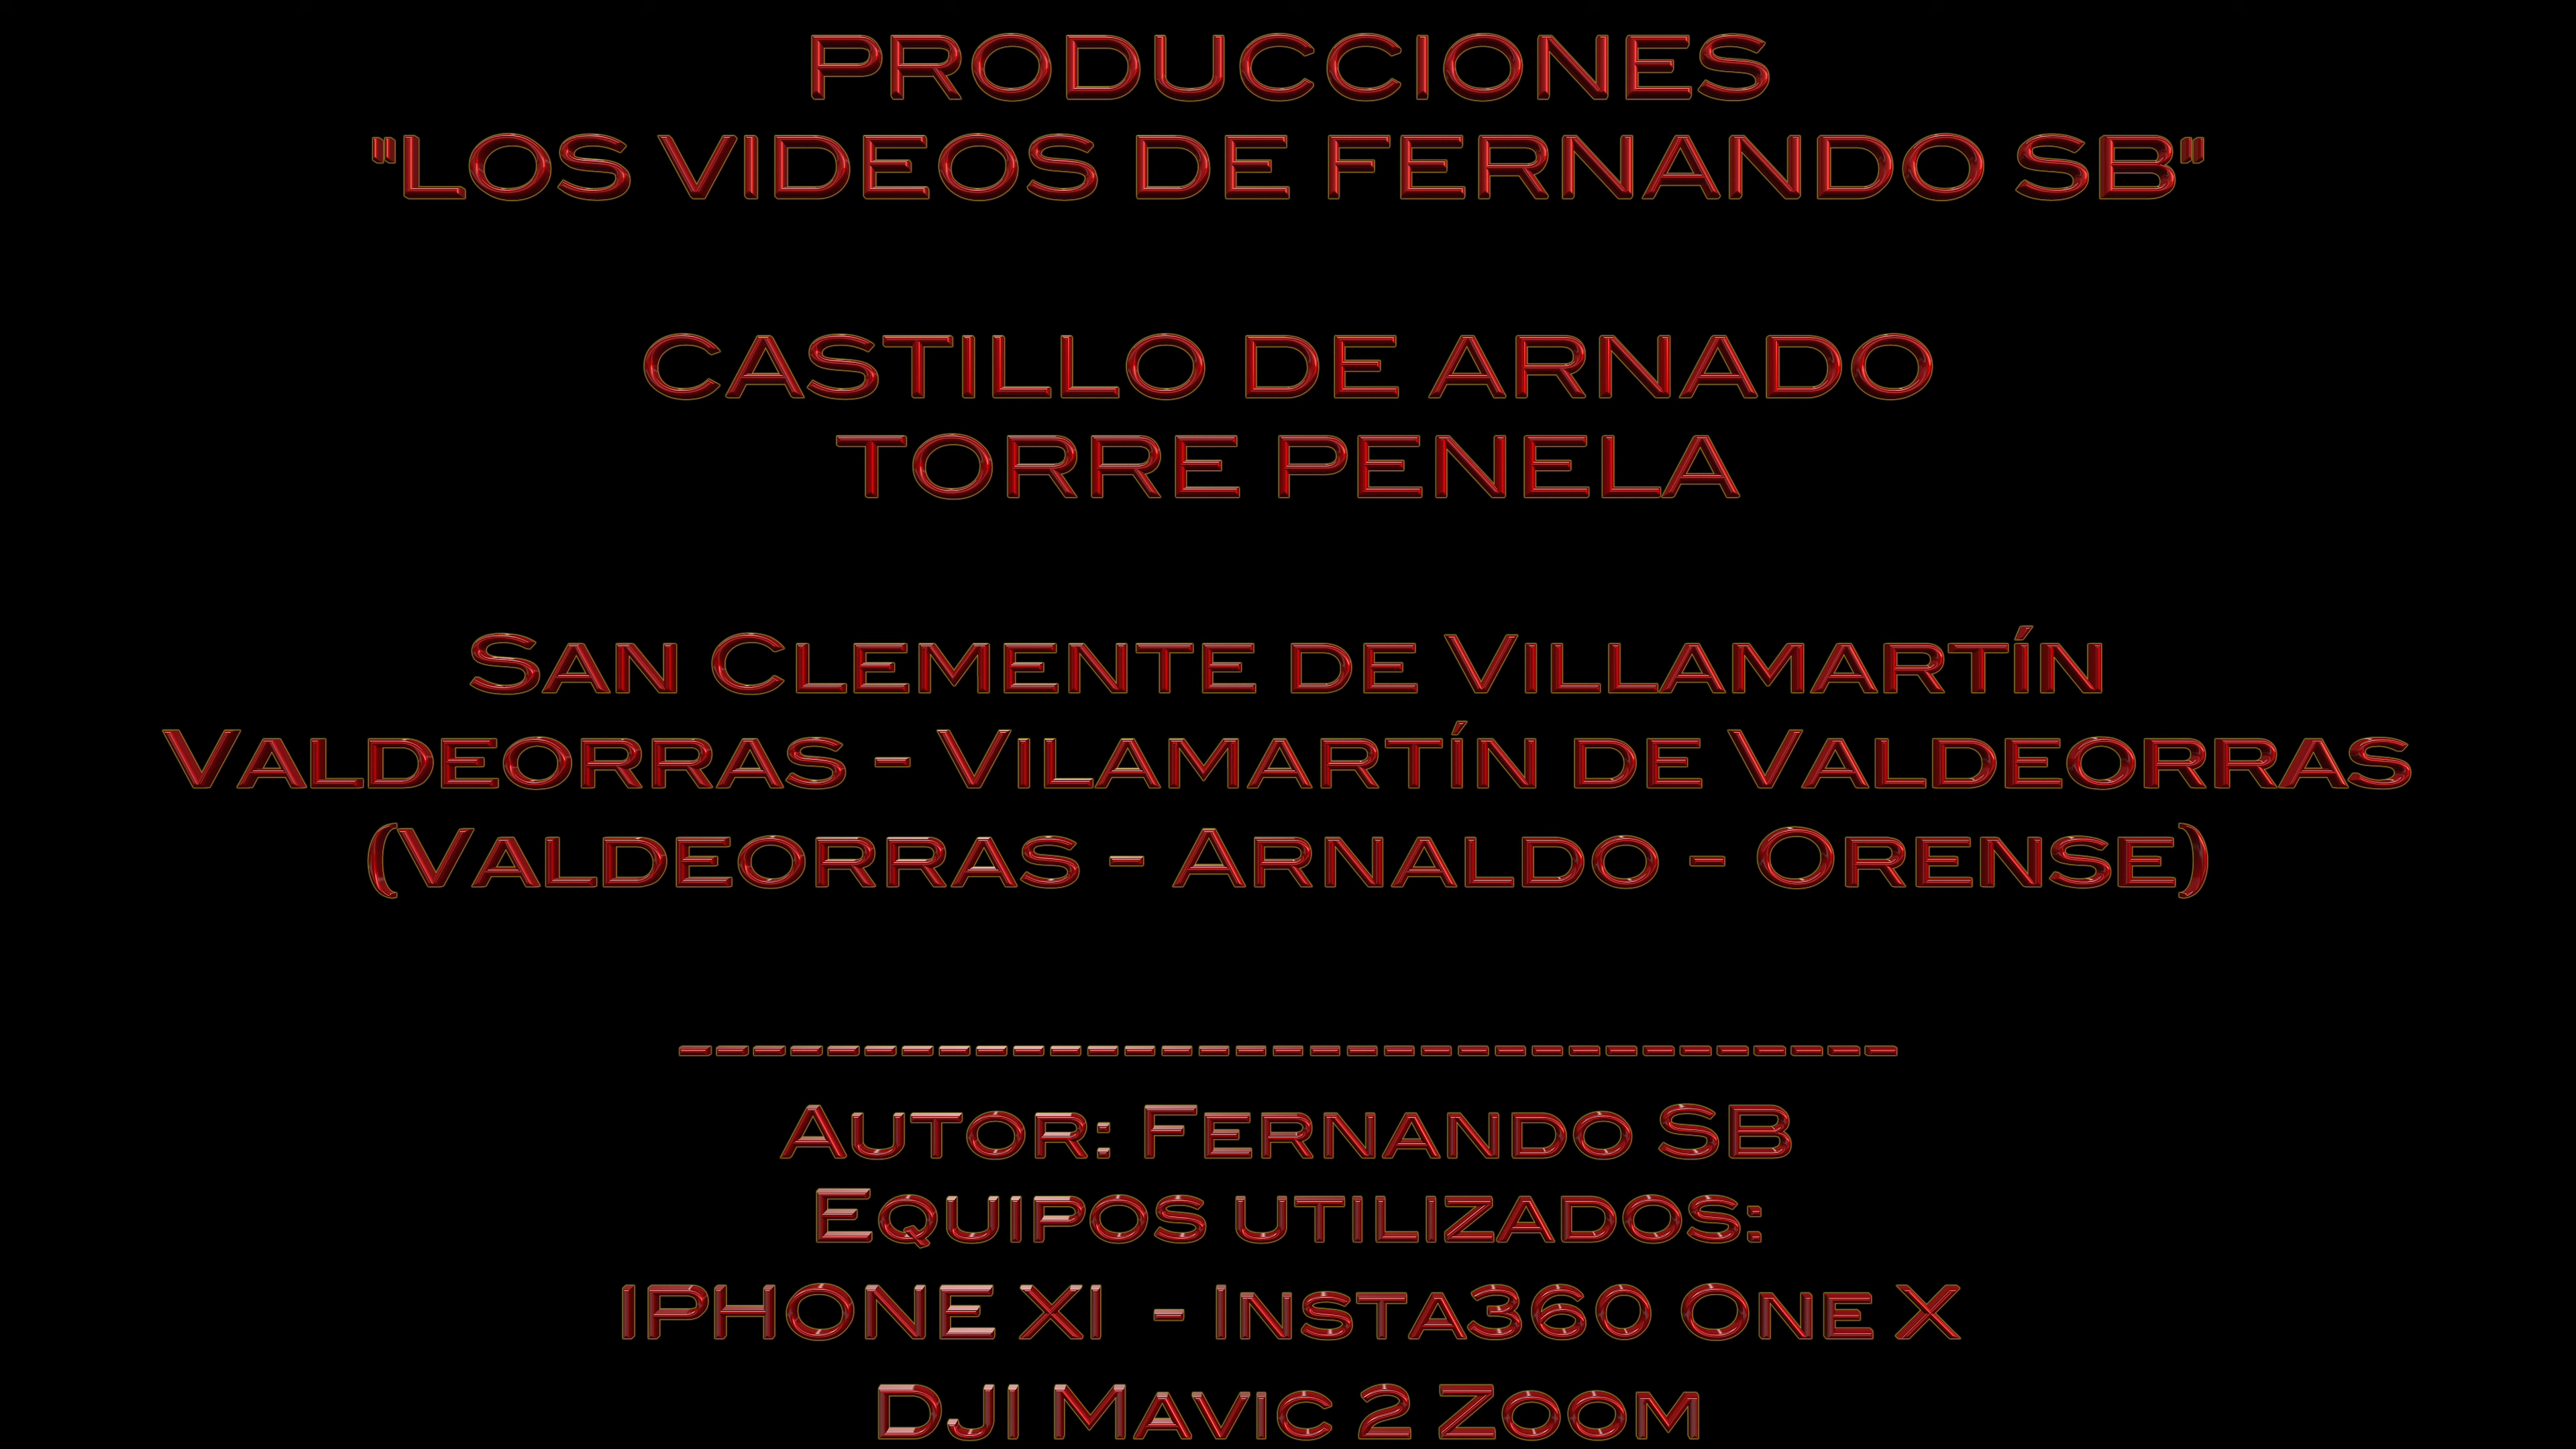 PRODUCCIONES
"LOS VIDEOS DE FERNANDO SB"
CASTILLO DE ARNADO
TORRE PENELA
San Clemente de Villamartín
Valdeorras - Vilamartín de Valdeorras
(Valdeorras - Arnaldo - Orense)
---------------------------------
Autor: Fernando SB
Equipos utilizados:
IPHONE XI - Insta360 One X
DJI Mavic 2 Zoom